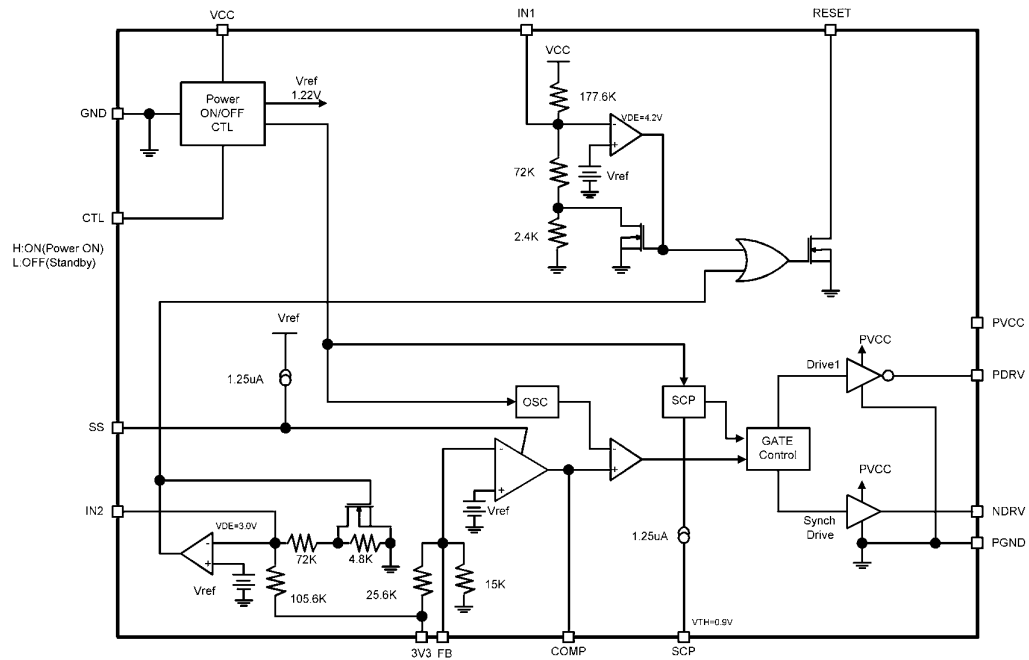 VCC
IN1
RESET
VCC
Power
ON/OFF
CTL
Vref
1.22V
177.6K
GND
VDE=4.2V
72K
Vref
CTL
2.4K
H:ON(Power ON)
L:OFF(Standby)
Vref
PVCC
PVCC
1.25uA
Drive1
PDRV
OSC
SCP
SS
GATE
Control
PVCC
IN2
Vref
NDRV
VDE=3.0V
Synch
Drive
1.25uA
PGND
72K
4.8K
Vref
105.6K
25.6K
15K
VTH=0.9V
3V3
FB
COMP
SCP